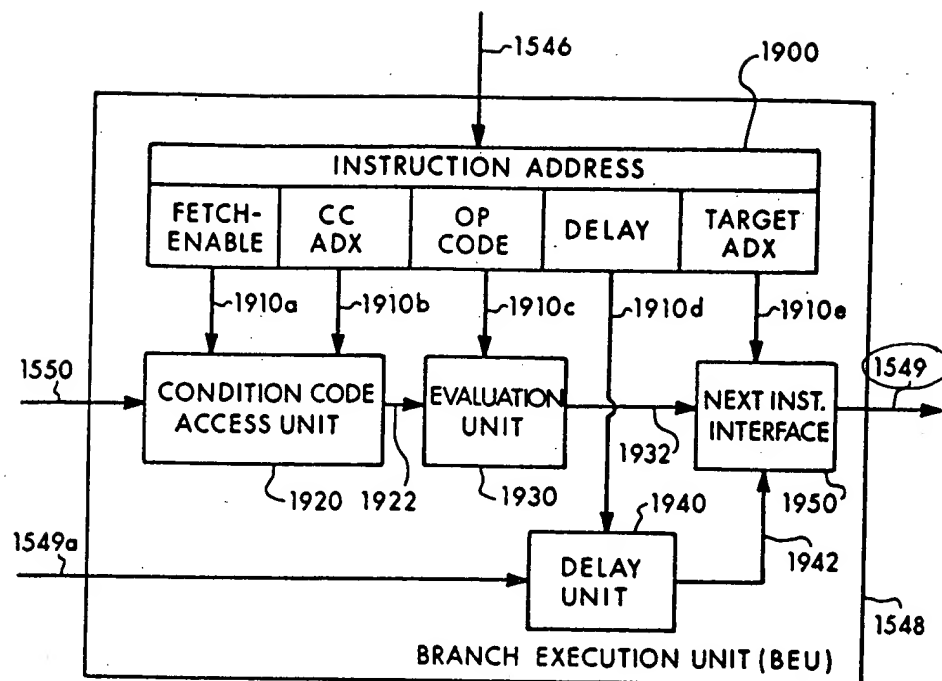 1546
1900
INSTRUCTION ADDRESS
FETCH-
ENABLE
CC
ADX
OP
CODE
DELAY
TARGET
ADX
1910a
1910b
1910c
1910d
1910e
1550
CONDITION CODE
ACCESS UNIT
EVALUATION
UNIT
NEXT INST.
INTERFACE
1549
1920
1922
1930
1932
1940
1950
1549a
DELAY
UNIT
1942
1548
BRANCH EXECUTION UNIT (BEU)